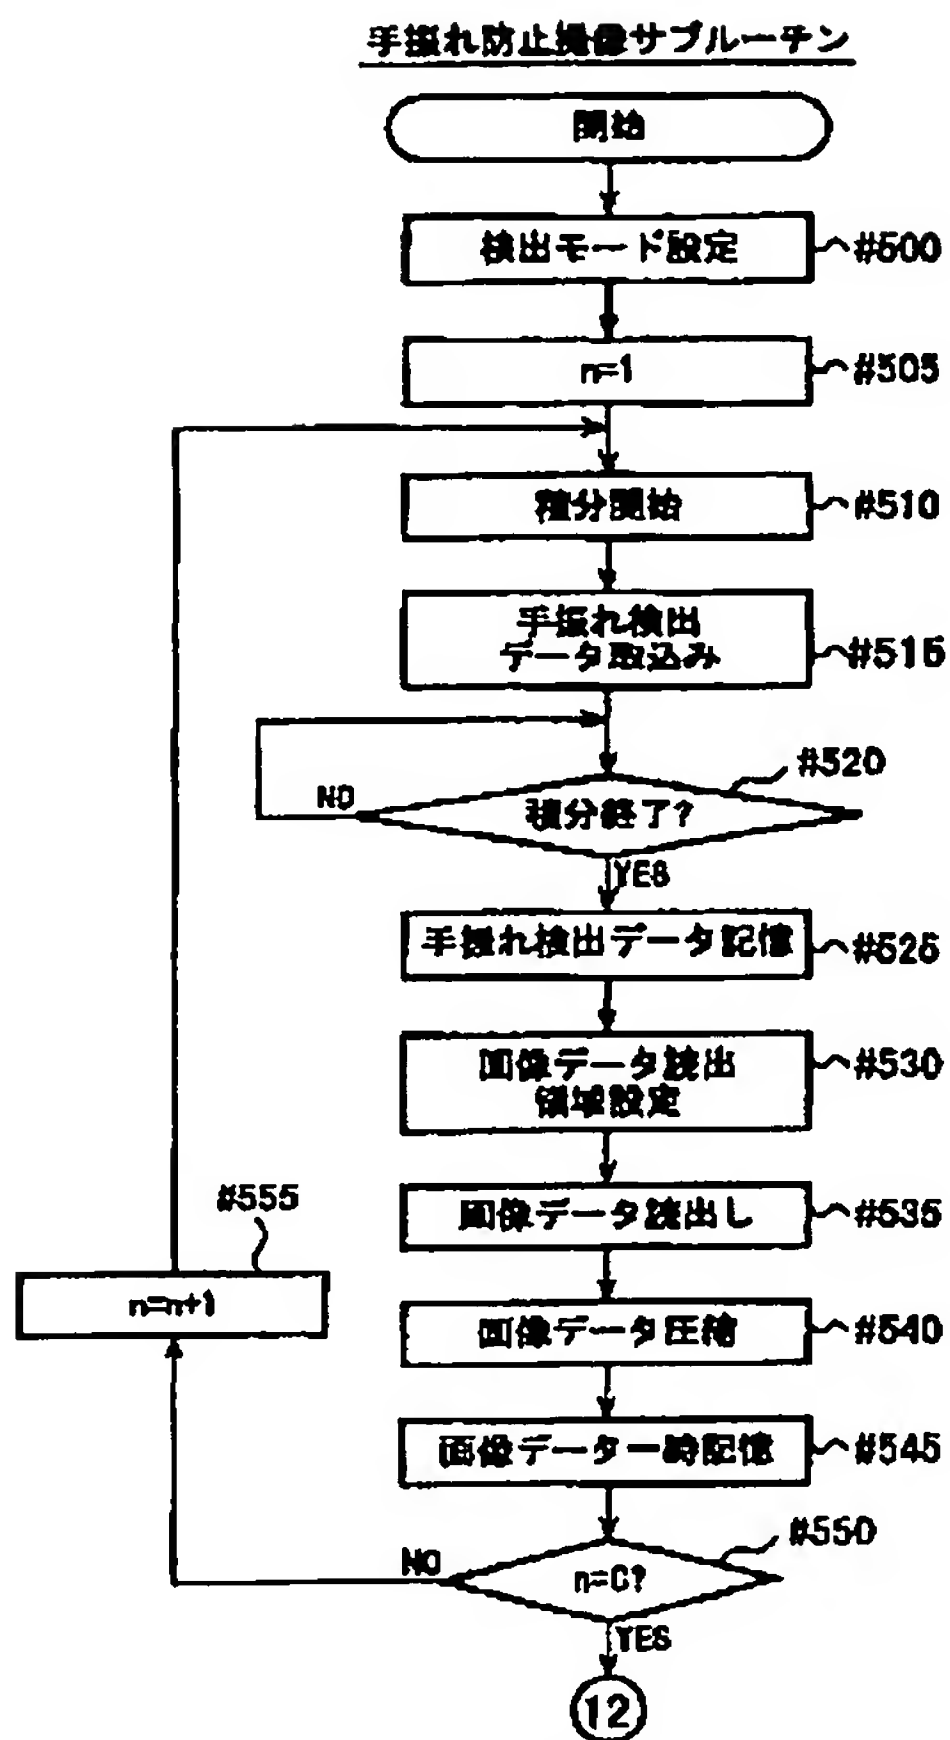 手振れ防止撮像サブルーチン
開始
検出モード設定
#500
n=1
#505
積分開始
#510
手振れ検出
データ取込み
#515
#520
積分終了?
NO
YES
手振れ検出データ記憶
#525
画像データ読出
領域設定
#530
画像データ読出し
#535
#555
n=n+1
画像データ圧縮
#540
画像データ一時記憶
#545
#550
n=C?
NO
YES
12